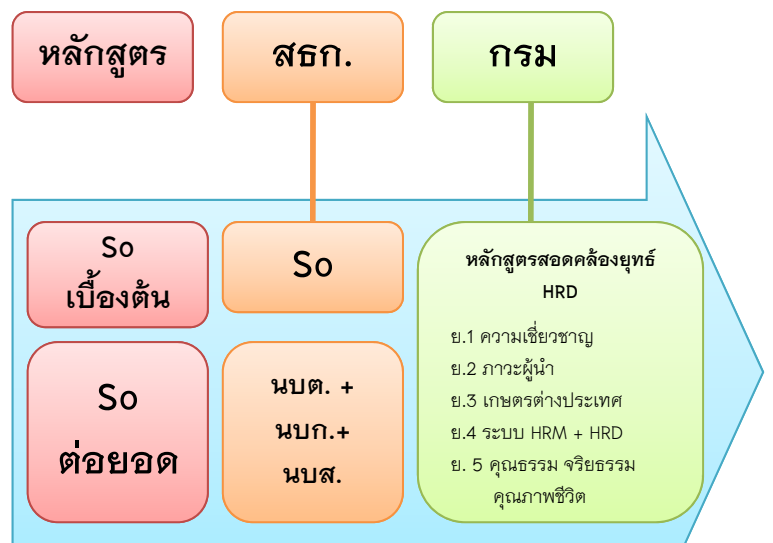 หลักสูตร
สธก.
กรม
So
เบื้องต้น
So
หลักสูตรสอดคล้องยุทธ์
HRD
ย.1 ความเชี่ยวชาญ
ย.2 ภาวะผู้นำ
ย.3 เกษตรต่างประเทศ
ย.4 ระบบ HRM + HRD
ย. 5 คุณธรรม จริยธรรม
คุณภาพชีวิต
So
ต่อยอด
นบต. +
นบก.+
นบส.